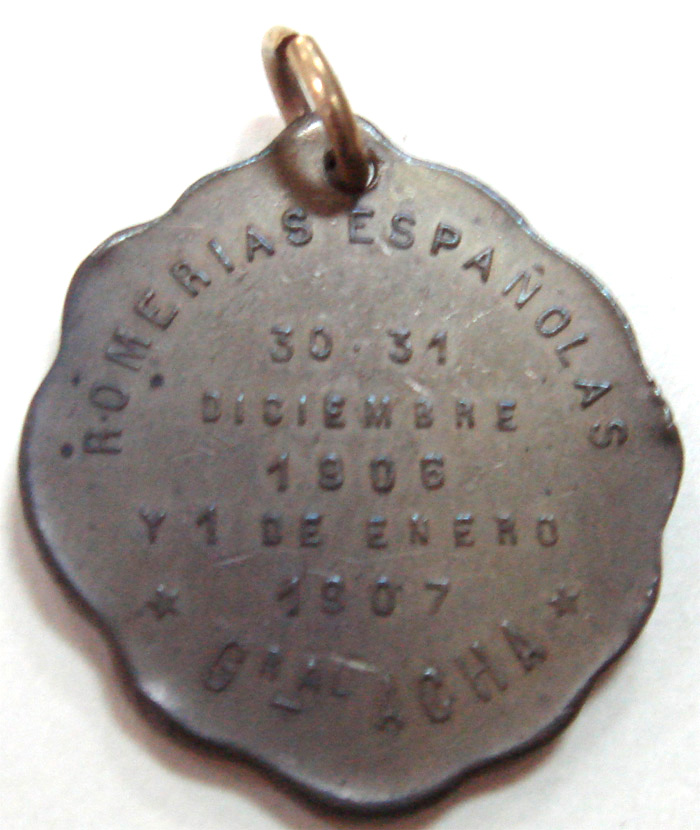 ROMERIAS ESPAÑOLAS
30·31
DICIEMBRE
1906
Y 1 DE ENERO
1907
★ GRAL ACHA ★